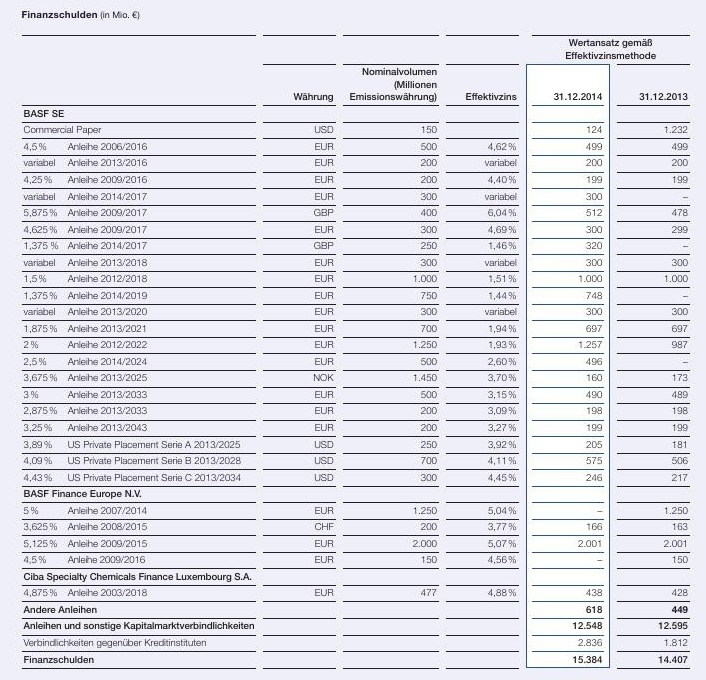 Finanzschulden (in Mio. €)
Wertansatz gemäß
Effektivzinsmethode
Nominalvolumen
(Millionen
Währung Emissionswährung) Effektivzins 31.12.2014 31.12.2013
BASF SE
Commercial Paper USD 150 124 1.232
4,5 % Anleihe 2006/2016 EUR 500 4,62 % 499 499
variabel Anleihe 2013/2016 EUR 200 variabel 200 200
4,25 % Anleihe 2009/2016 EUR 200 4,40 % 199 199
variabel Anleihe 2014/2017 EUR 300 variabel 300 –
5,875 % Anleihe 2009/2017 GBP 400 6,04 % 512 478
4,625 % Anleihe 2009/2017 EUR 300 4,69 % 300 299
1,375 % Anleihe 2014/2017 GBP 250 1,46 % 320 –
variabel Anleihe 2013/2018 EUR 300 variabel 300 300
1,5 % Anleihe 2012/2018 EUR 1.000 1,51 % 1.000 1.000
1,375 % Anleihe 2014/2019 EUR 750 1,44 % 748 –
variabel Anleihe 2013/2020 EUR 300 variabel 300 300
1,875 % Anleihe 2013/2021 EUR 700 1,94 % 697 697
2 % Anleihe 2012/2022 EUR 1.250 1,93 % 1.257 987
2,5 % Anleihe 2014/2024 EUR 500 2,60 % 496 –
3,675 % Anleihe 2013/2025 NOK 1.450 3,70 % 160 173
3 % Anleihe 2013/2033 EUR 500 3,15 % 490 489
2,875 % Anleihe 2013/2033 EUR 200 3,09 % 198 198
3,25 % Anleihe 2013/2043 EUR 200 3,27 % 199 199
3,89 % US Private Placement Serie A 2013/2025 USD 250 3,92 % 205 181
4,09 % US Private Placement Serie B 2013/2028 USD 700 4,11 % 575 506
4,43 % US Private Placement Serie C 2013/2034 USD 300 4,45 % 246 217
BASF Finance Europe N.V.
5 % Anleihe 2007/2014 EUR 1.250 5,04 % – 1.250
3,625 % Anleihe 2008/2015 CHF 200 3,77 % 166 163
5,125 % Anleihe 2009/2015 EUR 2.000 5,07 % 2.001 2.001
4,5 % Anleihe 2009/2016 EUR 150 4,56 % – 150
Ciba Specialty Chemicals Finance Luxembourg S.A.
4,875 % Anleihe 2003/2018 EUR 477 4,88 % 438 428
Andere Anleihen 618 449
Anleihen und sonstige Kapitalmarktverbindlichkeiten 12.548 12.595
Verbindlichkeiten gegenüber Kreditinstituten 2.836 1.812
Finanzschulden 15.384 14.407